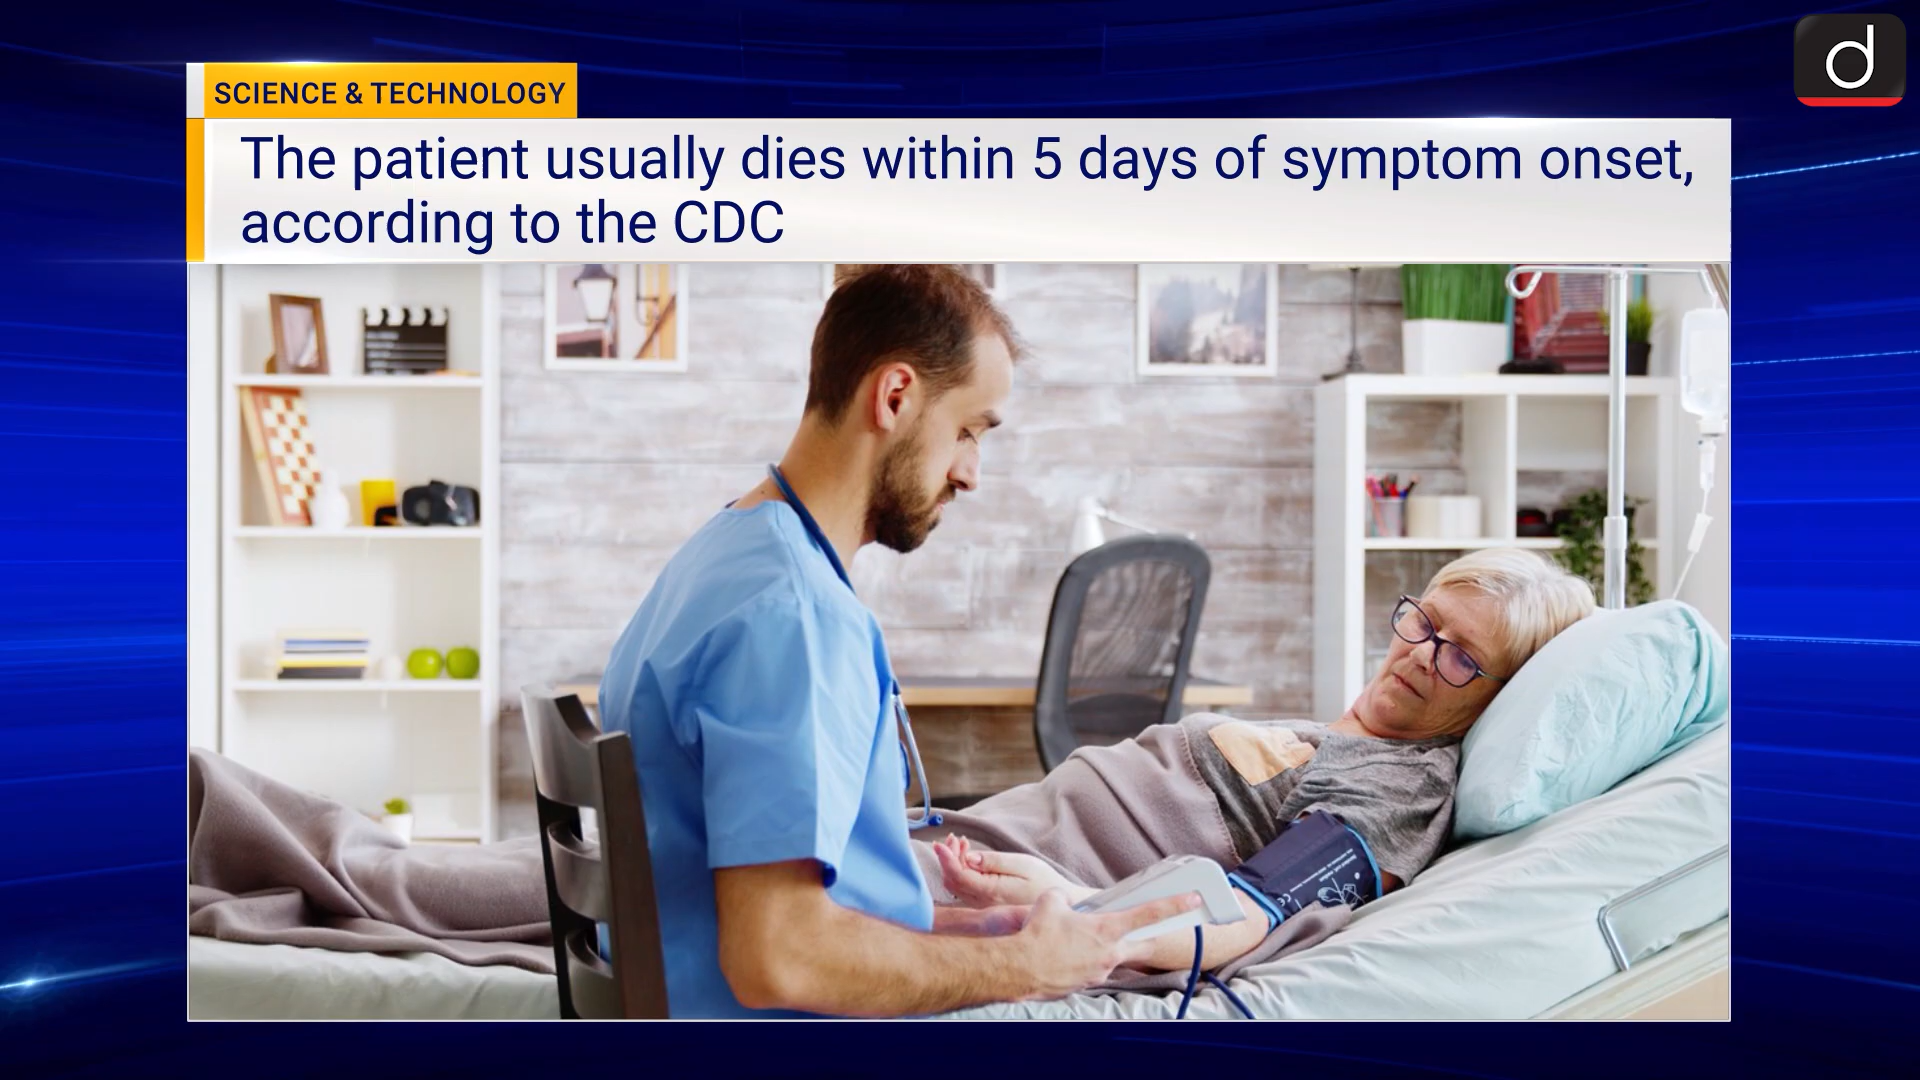 d
SCIENCE & TECHNOLOGY
The patient usually dies within 5 days of symptom onset,
according to the CDC